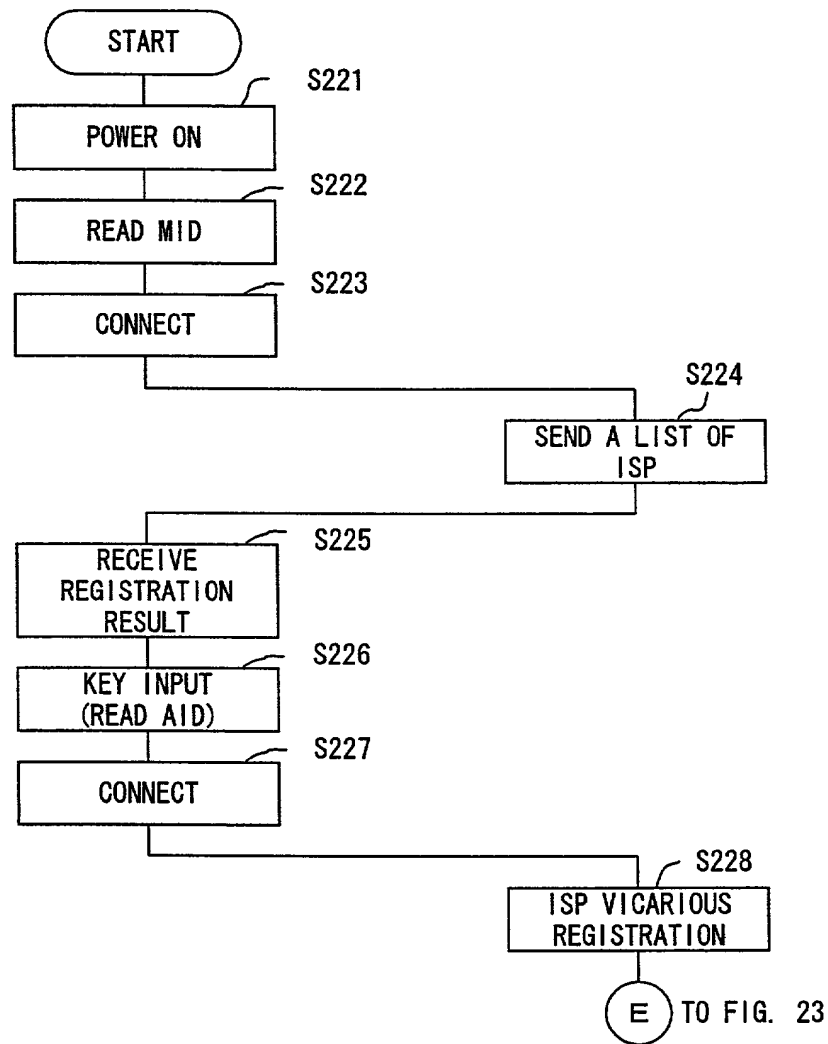 START
S221
POWER ON
S222
READ MID
S223
CONNECT
S224
SEND A LIST OF
ISP
S225
RECEIVE
REGISTRATION
RESULT
S226
KEY INPUT
(READ AID)
S227
CONNECT
S228
ISP VICARIOUS
REGISTRATION
E TO FIG. 23